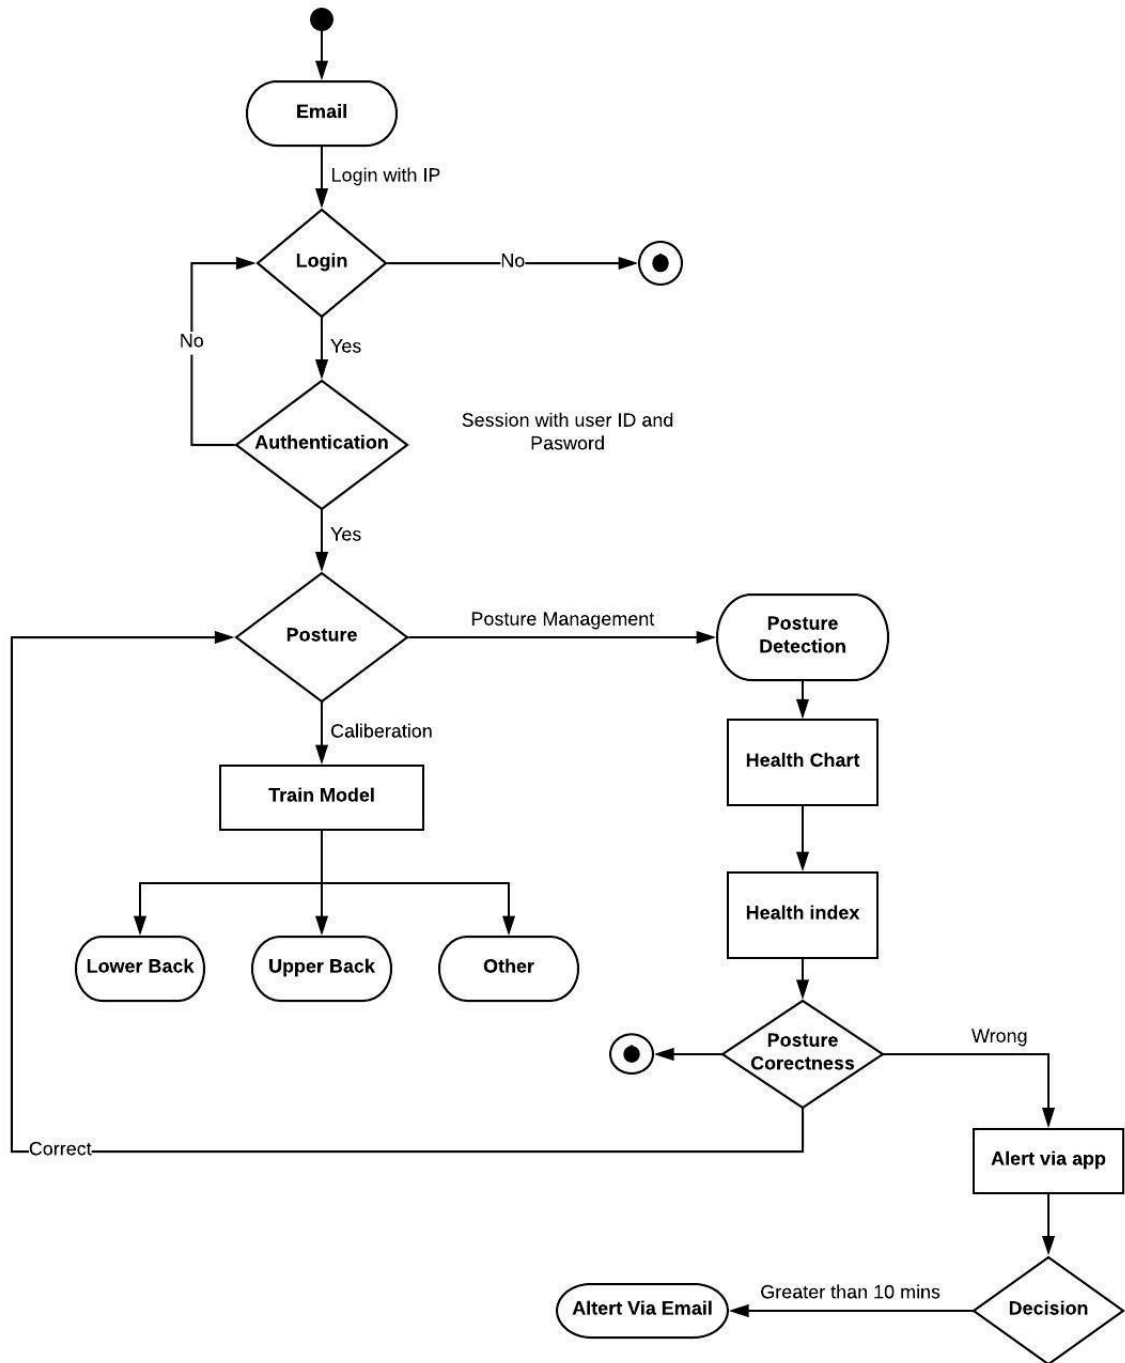 Email
Login with IP
Login
No
No
Yes
Authentication
Session with user ID and
Pasword
Yes
Posture
Posture Management
Posture
Detection
Caliberation
Health Chart
Train Model
Health index
Lower Back
Upper Back
Other
Posture
Corectness
Wrong
Correct
Alert via app
Greater than 10 mins
Altert Via Email
Decision